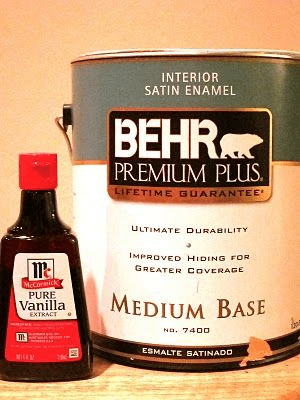 INTERIOR
SATIN ENAMEL
BEHR
PREMIUM PLUS
LIFETIME GUARANTEE
ULTIMATE DURABILITY
IMPROVED HIDING FOR
GREATER COVERAGE
MEDIUM BASE
NO. 7400
ESMALTE SATINADO
McCormick
PURE
Vanilla
EXTRACT